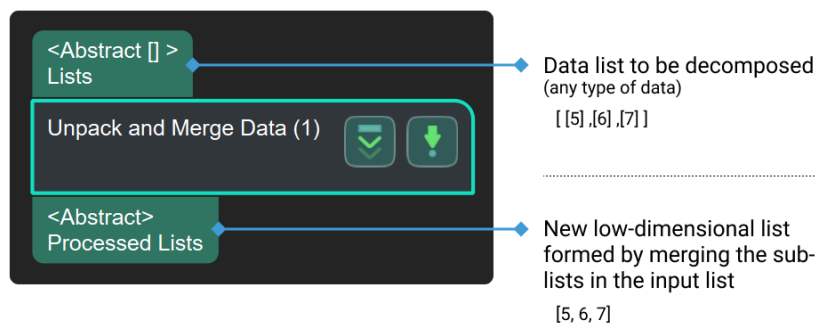 <Abstract [] >
Lists
Unpack and Merge Data (1)
<Abstract>
Processed Lists
Data list to be decomposed
(any type of data)
[ [5] ,[6] ,[7] ]
New low-dimensional list
formed by merging the sub-
lists in the input list
[5, 6, 7]